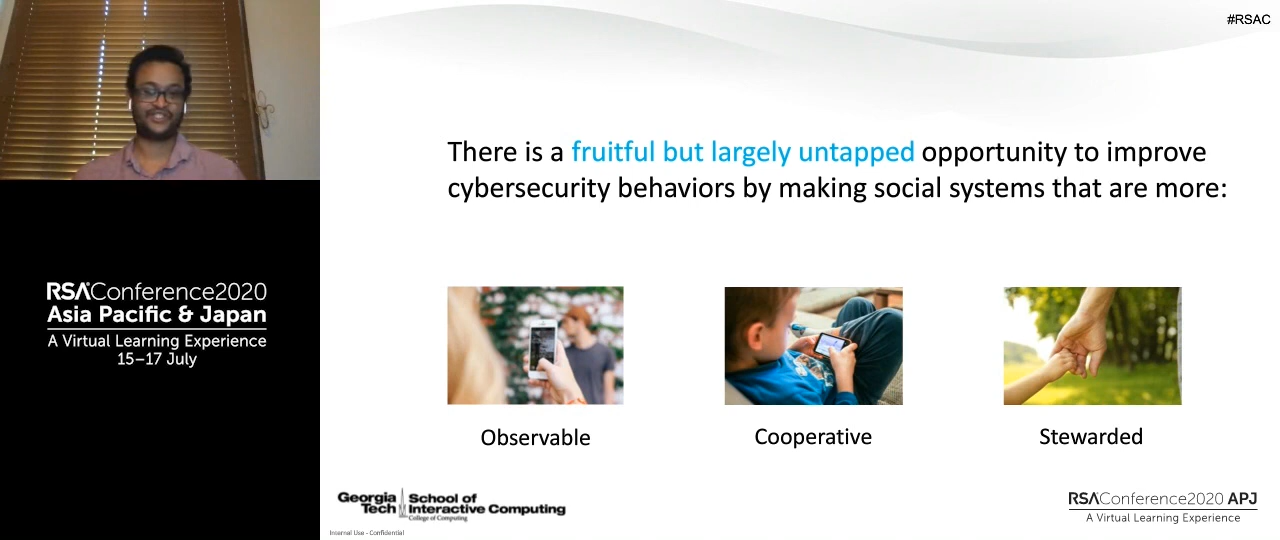 #RSAC
There is a fruitful but largely untapped opportunity to improve
cybersecurity behaviors by making social systems that are more:
RSAConference2020
Asia Pacific & Japan
A Virtual Learning Experience
15–17 July
Observable
Cooperative
Stewarded
Georgia Tech
School of
Interactive Computing
College of Computing
RSAConference2020 APJ
A Virtual Learning Experience
Internal Use - Confidential